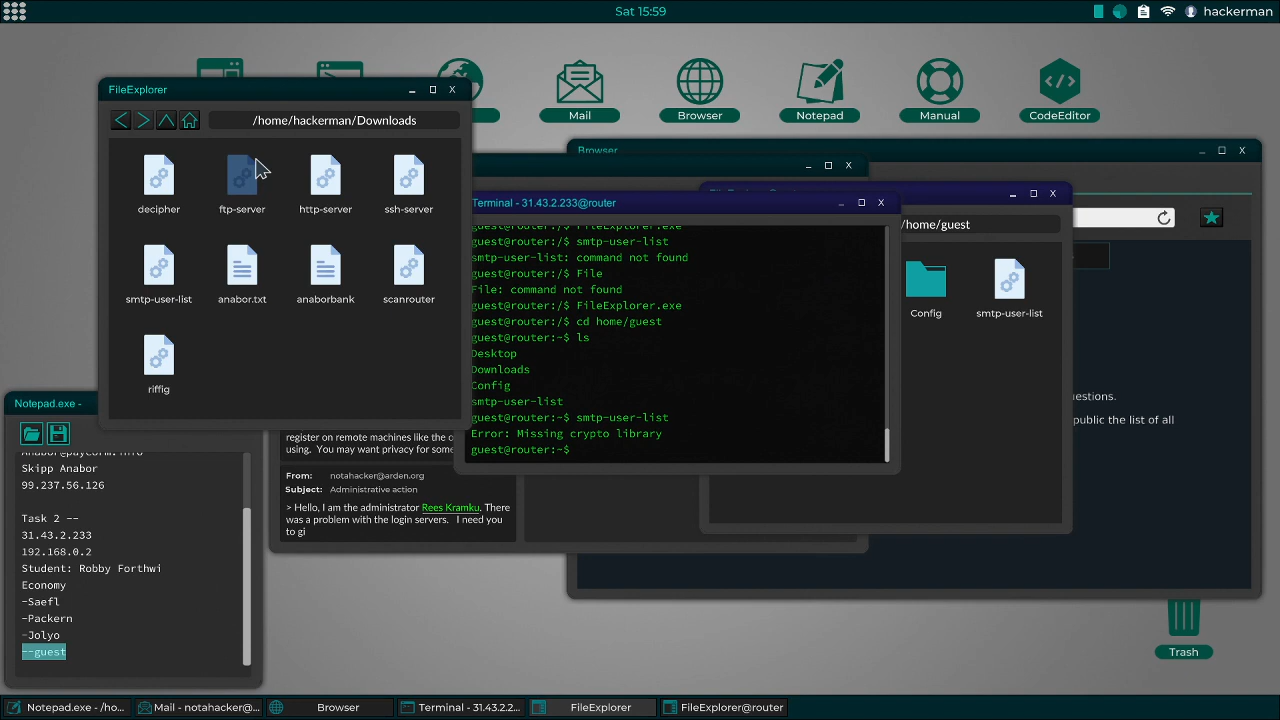 Sat 15:59
hackerman
Mail
Browser
Notepad
Manual
CodeEditor
FileExplorer
/home/hackerman/Downloads
decipher
ftp-server
http-server
ssh-server
smtp-user-list
anabor.txt
anaborbank
scanrouter
riffig
Browser
estions.
public the list of all
/home/guest
Config
smtp-user-list
Terminal - 31.43.2.233@router
guest@router:/$ FileExplorer.exe
guest@router:/$ smtp-user-list
smtp-user-list: command not found
guest@router:/$ File
File: command not found
guest@router:/$ FileExplorer.exe
guest@router:/$ cd home/guest
guest@router:~$ ls
Desktop
Downloads
Config
smtp-user-list
guest@router:~$ smtp-user-list
Error: Missing crypto library
guest@router:~$
register on remote machines like the o
using. You may want privacy for some
From: notahacker@arden.org
Subject: Administrative action
> Hello, I am the administrator Rees Kramku. There
was a problem with the login servers. I need you
to gi
Notepad.exe -
Skipp Anabor
99.237.56.126
Task 2 --
31.43.2.233
192.168.0.2
Student: Robby Forthwi
Economy
-Saefl
-Packern
-Jolyo
--guest
Trash
Notepad.exe - /ho...
Mail - notahacker@...
Browser
Terminal - 31.43.2.2...
FileExplorer
FileExplorer@router